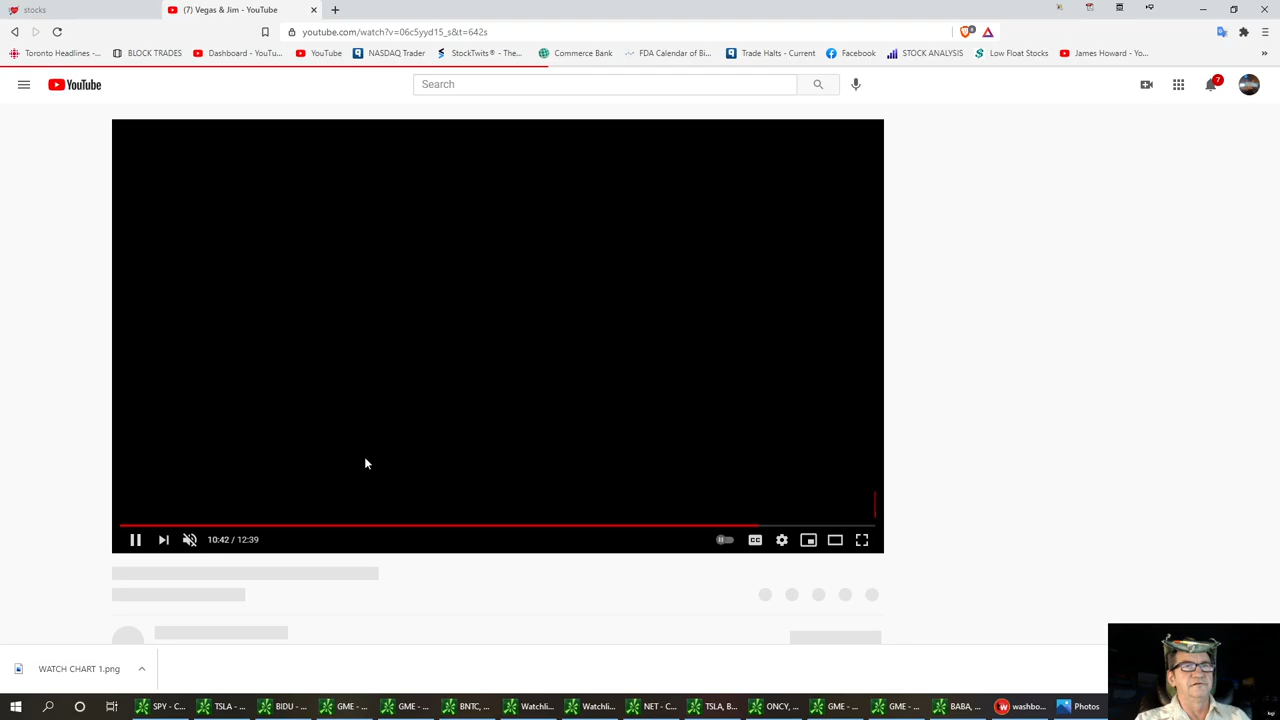 stocks
(7) Vegas & Jim - YouTube
youtube.com/watch?v=06c5yyd15_s&t=642s
8
Toronto Headlines -...
BLOCK TRADES
Dashboard - YouTu...
YouTube
NASDAQ Trader
StockTwits® - The...
Commerce Bank
FDA Calendar of Bi...
Trade Halts - Current
Facebook
STOCK ANALYSIS
Low Float Stocks
James Howard - Yo...
»
YouTube
Search
7
10:42 / 12:39
CC
WATCH CHART 1.png
SPY - C...
TSLA - ...
BIDU - ...
GME - ...
GME - ...
BNTC, ...
Watchli...
Watchli...
NET - C...
TSLA, B...
ONCY, ...
GME - ...
GME - ...
BABA, ...
washbo...
Photos